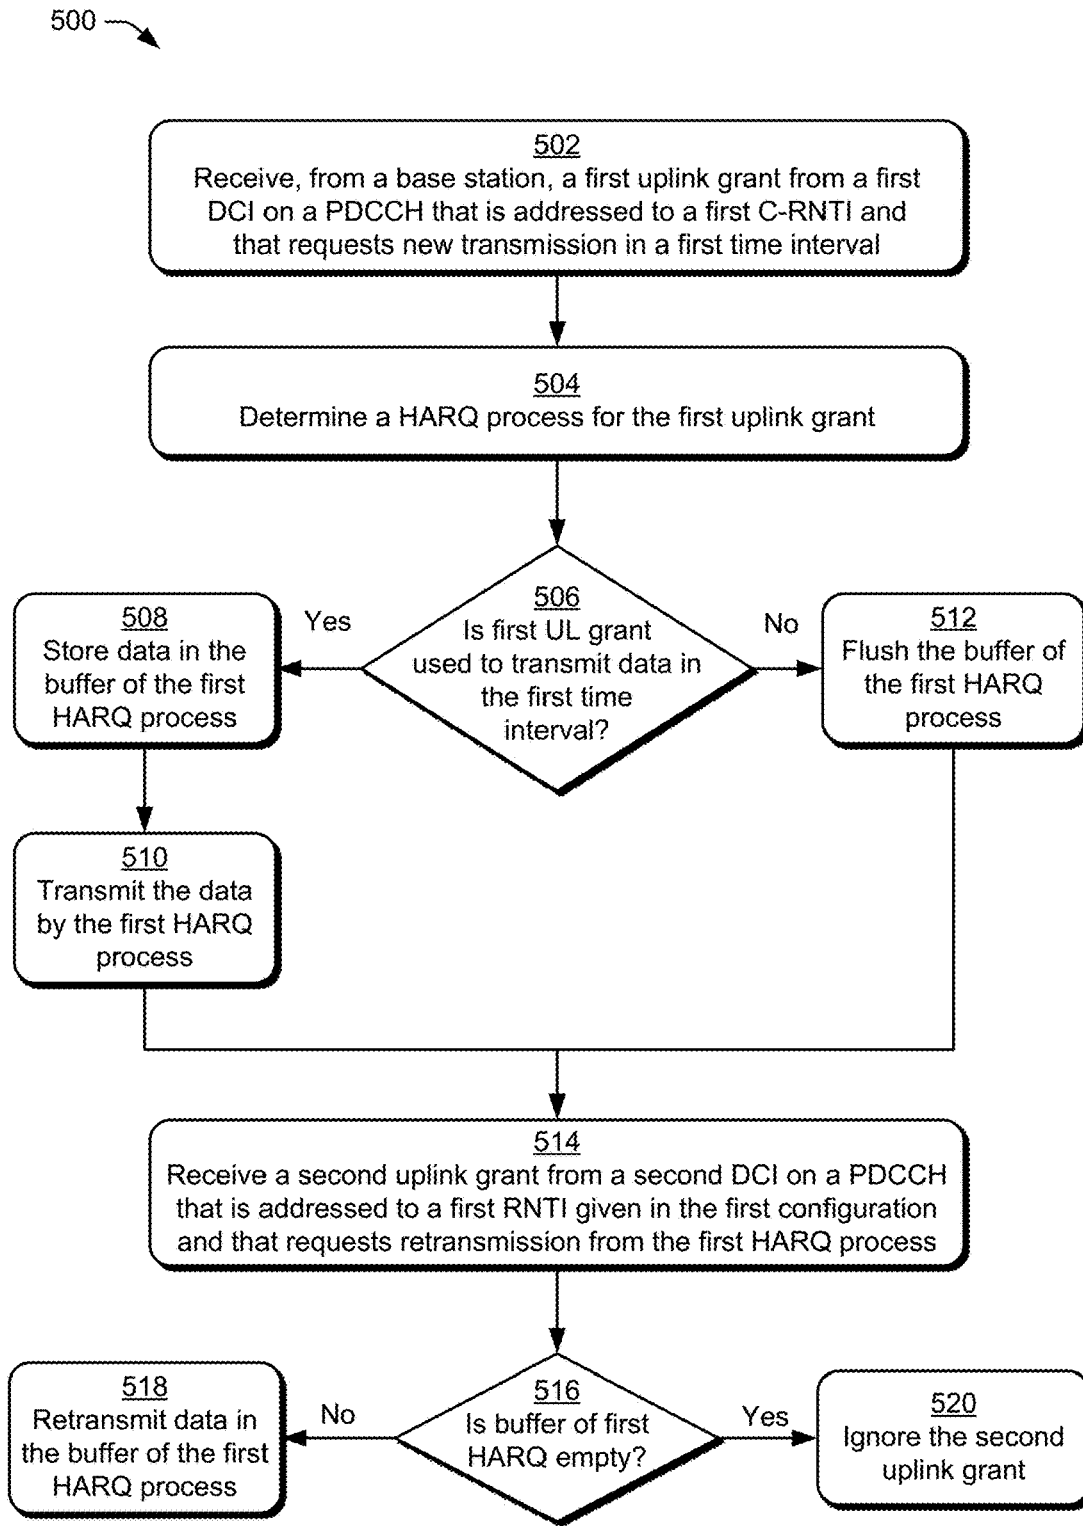 500
502
Receive, from a base station, a first uplink grant from a first
DCI on a PDCCH that is addressed to a first C-RNTI and
that requests new transmission in a first time interval
504
Determine a HARQ process for the first uplink grant
506
Is first UL grant
used to transmit data in
the first time
interval?
Yes
No
508
Store data in the
buffer of the first
HARQ process
512
Flush the buffer of
the first HARQ
process
510
Transmit the data
by the first HARQ
process
514
Receive a second uplink grant from a second DCI on a PDCCH
that is addressed to a first RNTI given in the first configuration
and that requests retransmission from the first HARQ process
516
Is buffer of first
HARQ empty?
No
Yes
518
Retransmit data in
the buffer of the first
HARQ process
520
Ignore the second
uplink grant